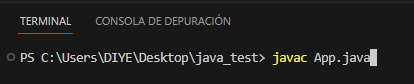 TERMINAL CONSOLA DE DEPURACIÓN
PS C:\Users\DIYE\Desktop\java_test> javac App.java